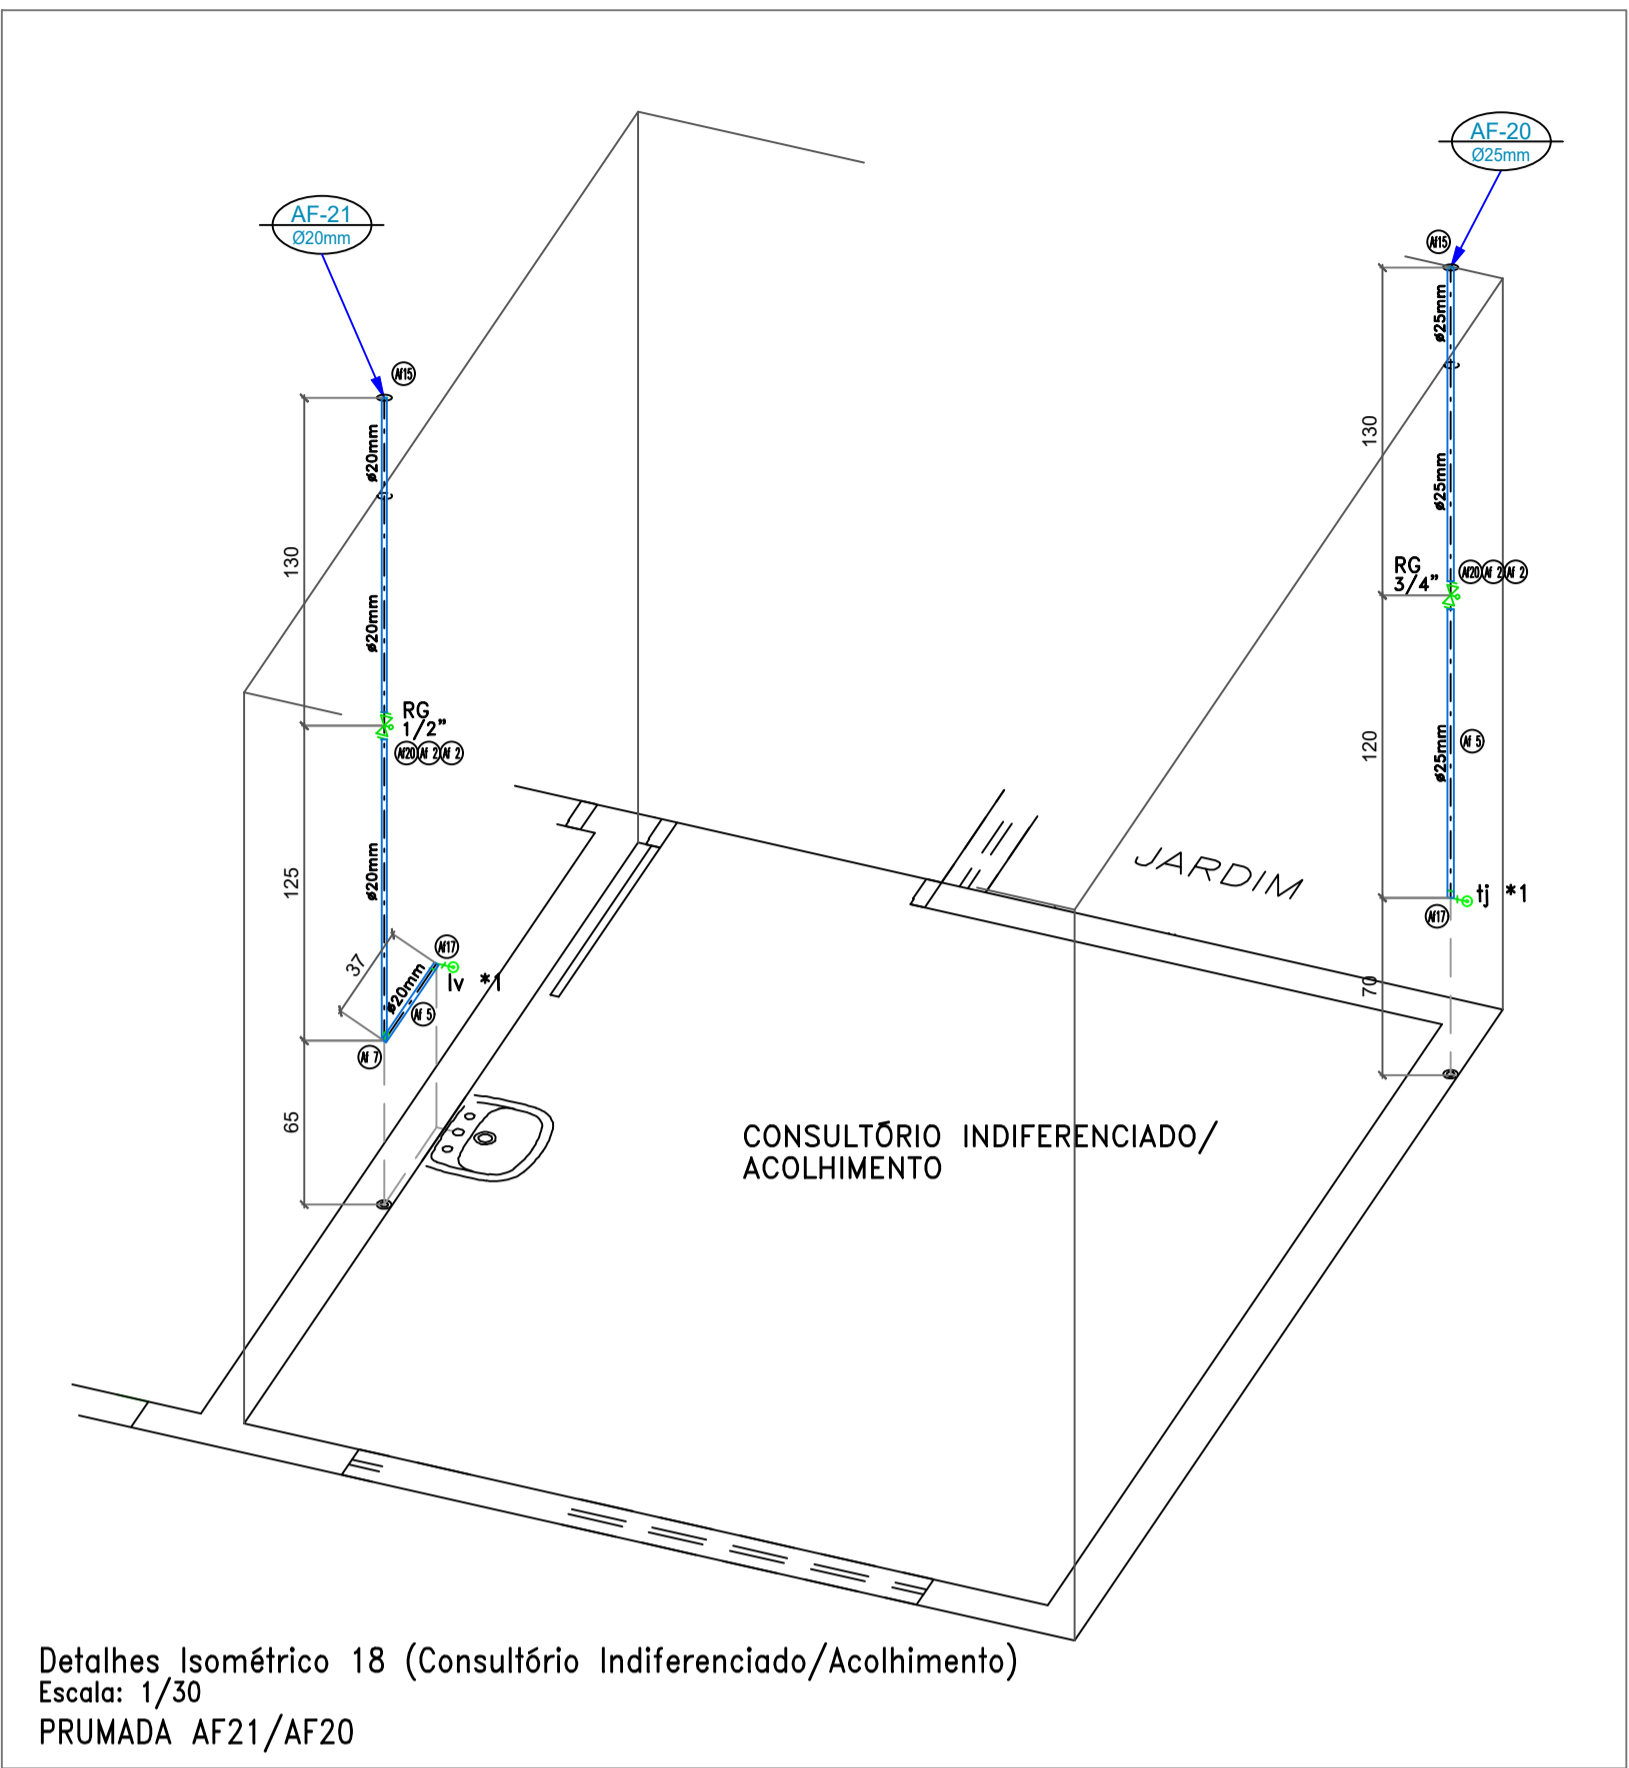 AF-20
Ø25mm
AF-21
Ø20mm
Af15
Af15
ø25mm
130
ø25mm
ø20mm
130
RG
3/4"
Af20 Af 2 Af 2
ø20mm
RG
1/2"
Af20 Af 2 Af 2
ø25mm
120
Af 5
JARDIM
125
ø20mm
tj *1
Af17
Af17
37
ø20mm
lv *1
Af 5
70
Af 7
65
CONSULTÓRIO INDIFERENCIADO/
ACOLHIMENTO
Detalhes Isométrico 18 (Consultório Indiferenciado/Acolhimento)
Escala: 1/30
PRUMADA AF21/AF20